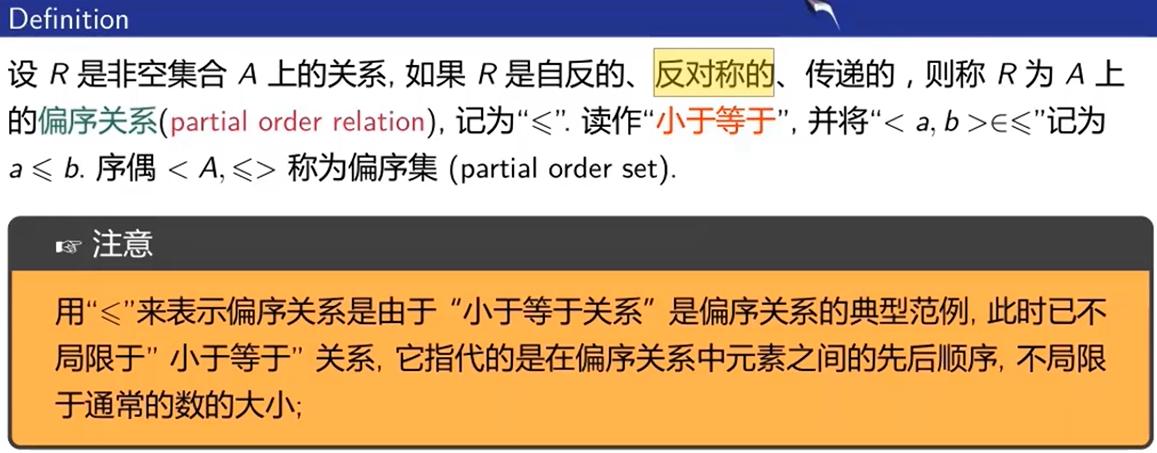 Definition
设 R 是非空集合 A 上的关系, 如果 R 是自反的、反对称的、传递的，则称 R 为 A 上
的偏序关系(partial order relation), 记为“⩽”. 读作“小于等于”, 并将“< a, b >∈⩽”记为
a ⩽ b. 序偶 < A, ⩽> 称为偏序集 (partial order set).
☞ 注意
用“⩽”来表示偏序关系是由于 “小于等于关系” 是偏序关系的典型范例, 此时已不
局限于” 小于等于” 关系, 它指代的是在偏序关系中元素之间的先后顺序, 不局限
于通常的数的大小;